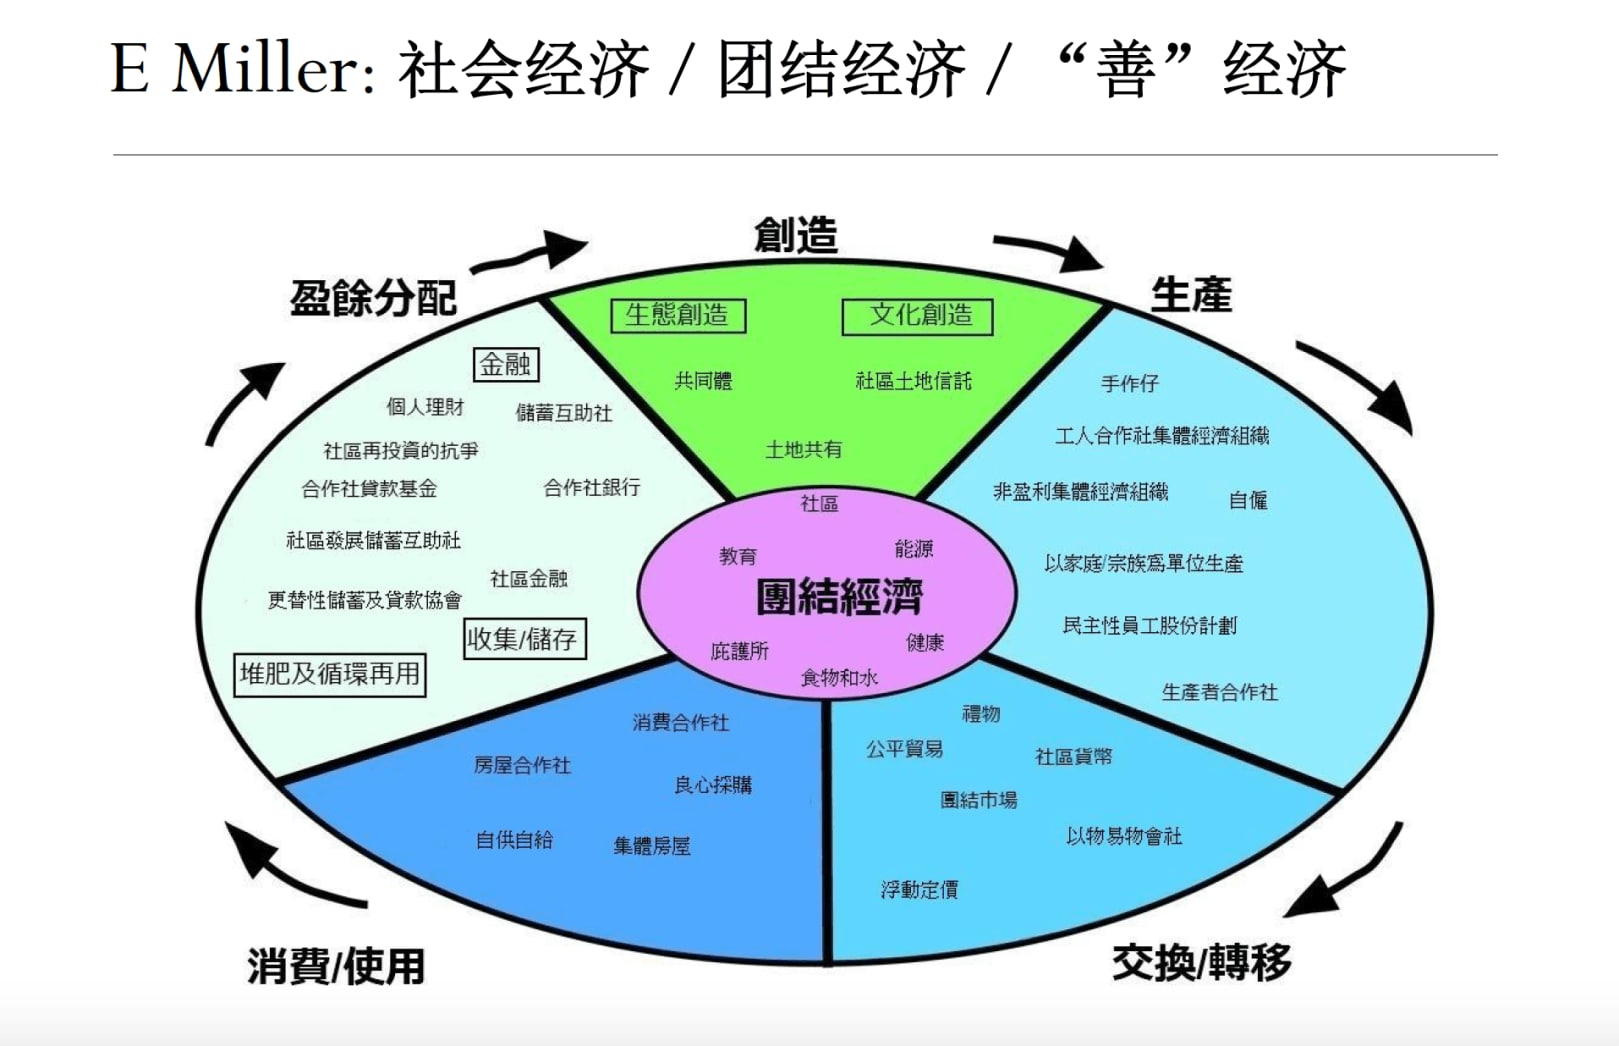 E Miller: 社会经济 / 团结经济 / “善”经济
創造
盈餘分配
生產
生態創造
文化創造
共同體
社區土地信託
土地共有
金融
個人理財
儲蓄互助社
社區再投資的抗爭
合作社貸款基金
合作社銀行
社區發展儲蓄互助社
社區金融
更替性儲蓄及貸款協會
收集/儲存
堆肥及循環再用
手作仔
工人合作社集體經濟組織
非盈利集體經濟組織
自僱
以家庭/宗族爲單位生產
民主性員工股份計劃
生產者合作社
社區
教育
能源
團結經濟
庇護所
健康
食物和水
消費合作社
房屋合作社
良心採購
自供自給
集體房屋
禮物
公平貿易
社區貨幣
團結市場
以物易物會社
浮動定價
消費/使用
交換/轉移